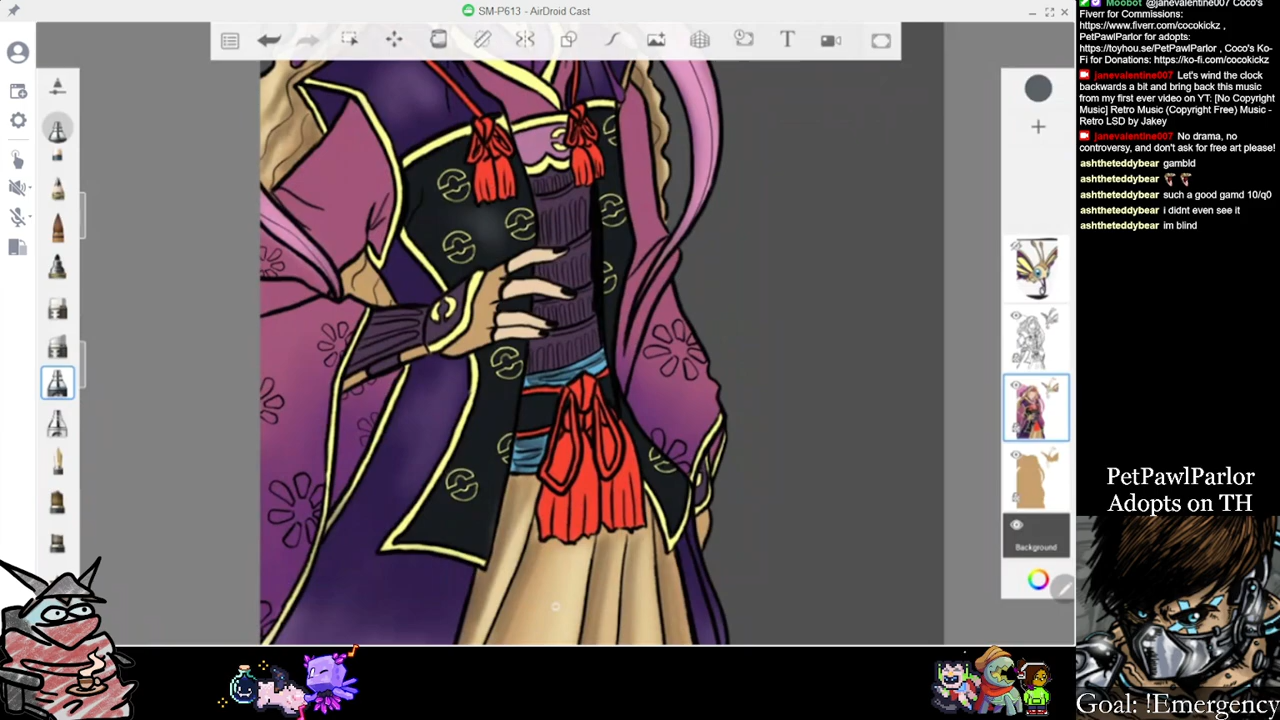 SM-P613 - AirDroid Cast
Moobot @janevalentine007 Coco's
Fiverr for Commissions:
https://www.fiverr.com/cocokickz ,
PetPawlParlor for adopts:
https://toyhou.se/PetPawlParlor , Coco's Ko-
Fi for Donations: https://ko-fi.com/cocokickz
janevalentine007 Let's wind the clock
backwards a bit and bring back this music
from my first ever video on YT: [No Copyright
Music] Retro Music (Copyright Free) Music -
Retro LSD by Jakey
janevalentine007 No drama, no
controversy, and don't ask for free art please!
ashtheteddybear gambld
ashtheteddybear
ashtheteddybear such a good gamd 10/q0
ashtheteddybear i didnt even see it
ashtheteddybear im blind
T
Background
PetPawlParlor
Adopts on TH
Goal: !Emergency